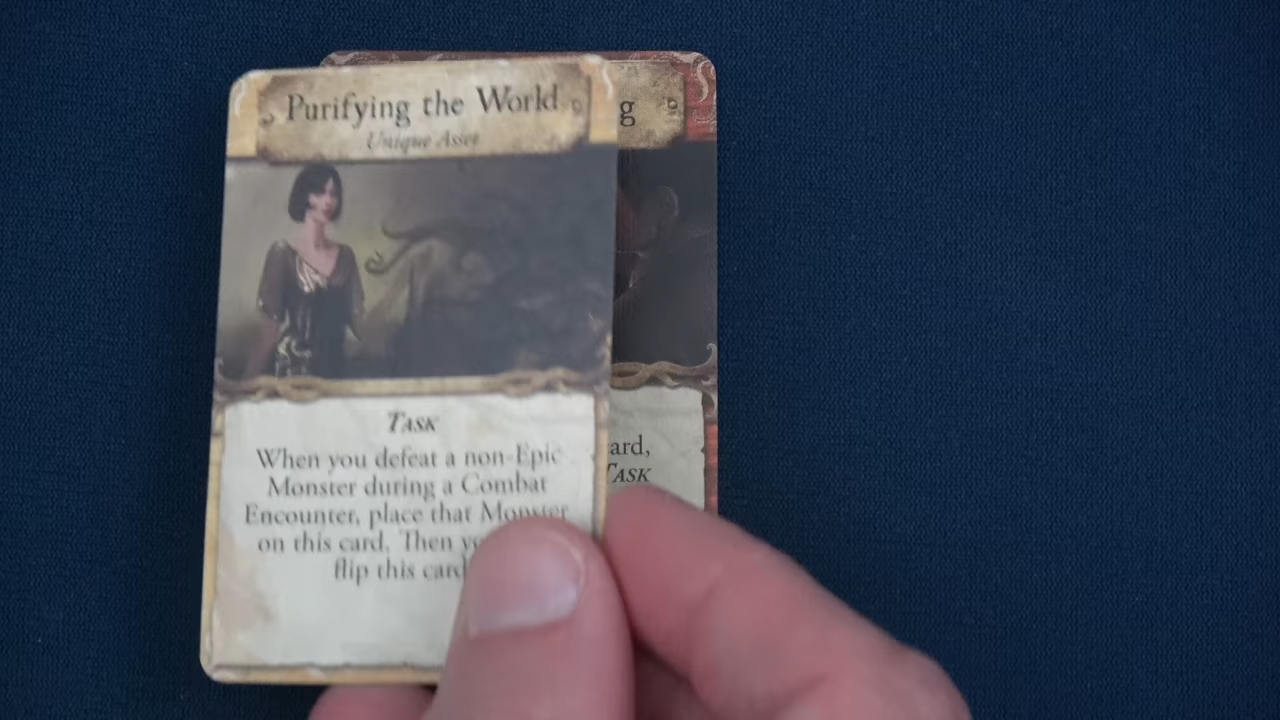 Purifying the World
Unique Asset
g
TASK
When you defeat a non-Epic
Monster during a Combat
Encounter, place that Monster
on this card. Then
flip this card
ard,
TASK